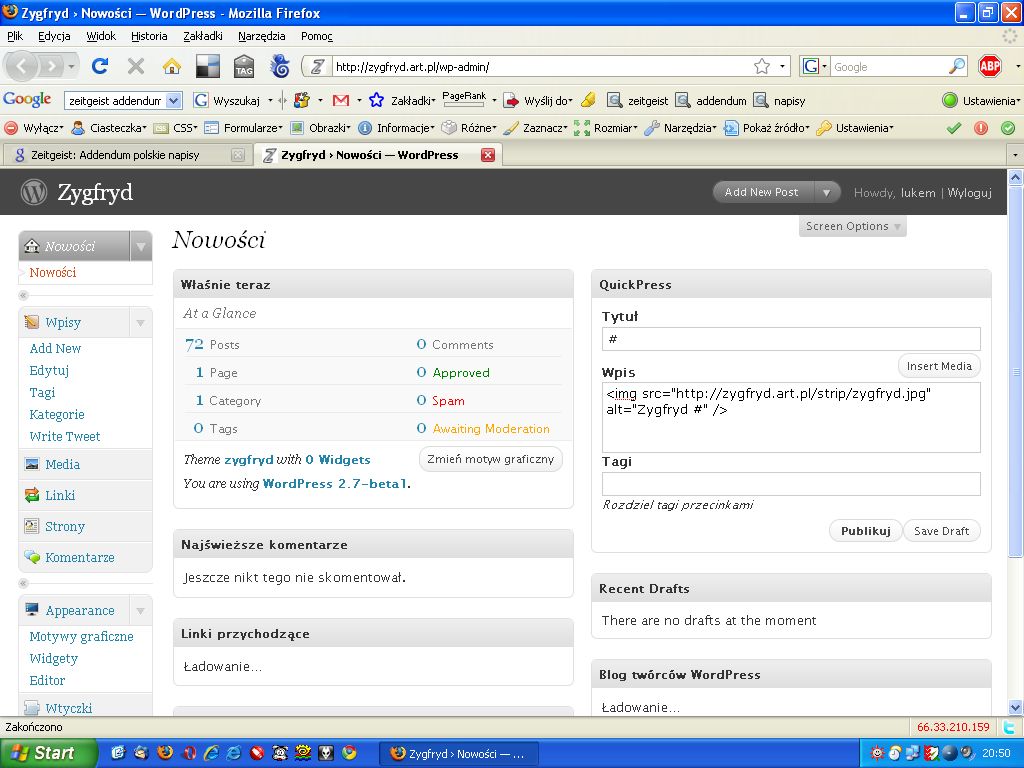 Zygfryd › Nowości — WordPress - Mozilla Firefox
Plik Edycja Widok Historia Zakładki Narzędzia Pomoc
http://zygfryd.art.pl/wp-admin/ Google ABP
Google zeitgeist addendum Wyszukaj PageRank Zakładki Wyślij do zeitgeist addendum napisy Ustawienia
Wyłącz Ciasteczka CSS Formularze Obrazki Informacje Różne Zaznacz Rozmiar Narzędzia Pokaż źródło Ustawienia
Zeitgeist: Addendum polskie napisy Zygfryd › Nowości — WordPress
Zygfryd Add New Post Howdy, lukem | Wyloguj
Screen Options
Nowości
Nowości
Wpisy
Add New
Edytuj
Tagi
Kategorie
Write Tweet
Media
Linki
Strony
Komentarze
Appearance
Motywy graficzne
Widgety
Editor
Wtyczki
Nowości
Właśnie teraz
At a Glance
72 Posts 0 Comments
1 Page 0 Approved
1 Category 0 Spam
0 Tags 0 Awaiting Moderation
Theme zygfryd with 0 Widgets Zmień motyw graficzny
You are using WordPress 2.7-beta1.
Najświeższe komentarze
Jeszcze nikt tego nie skomentował.
Linki przychodzące
Ładowanie...
QuickPress
Tytuł
#
Insert Media
Wpis
<img src="http://zygfryd.art.pl/strip/zygfryd.jpg"
alt="Zygfryd #" />
Tagi
Rozdziel tagi przecinkami
Publikuj Save Draft
Recent Drafts
There are no drafts at the moment
Blog twórców WordPress
Ładowanie...
Zakończono 66.33.210.159
Start Zygfryd › Nowości — ... 20:50